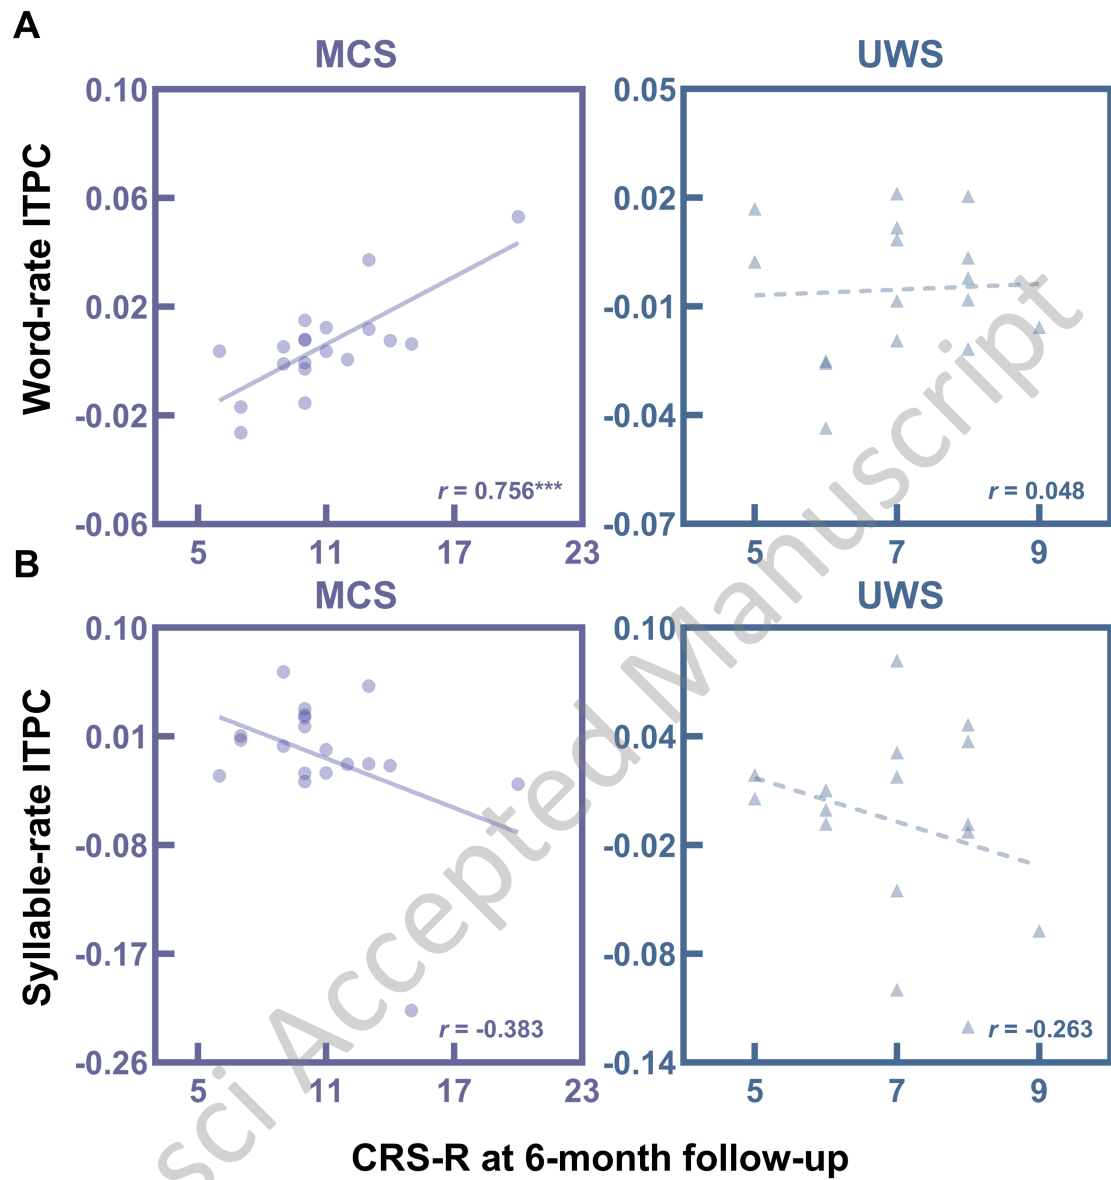 A
MCS
UWS
Word-rate ITPC
0.10
0.06
0.02
-0.02
-0.06
r = 0.756***
5 11 17 23
0.05
0.02
-0.01
-0.04
-0.07
r = 0.048
5 7 9
B
MCS
UWS
Syllable-rate ITPC
0.10
0.01
-0.08
-0.17
-0.26
r = -0.383
5 11 17 23
0.10
0.04
-0.02
-0.08
-0.14
r = -0.263
5 7 9
CRS-R at 6-month follow-up
sci Accepted Manuscript